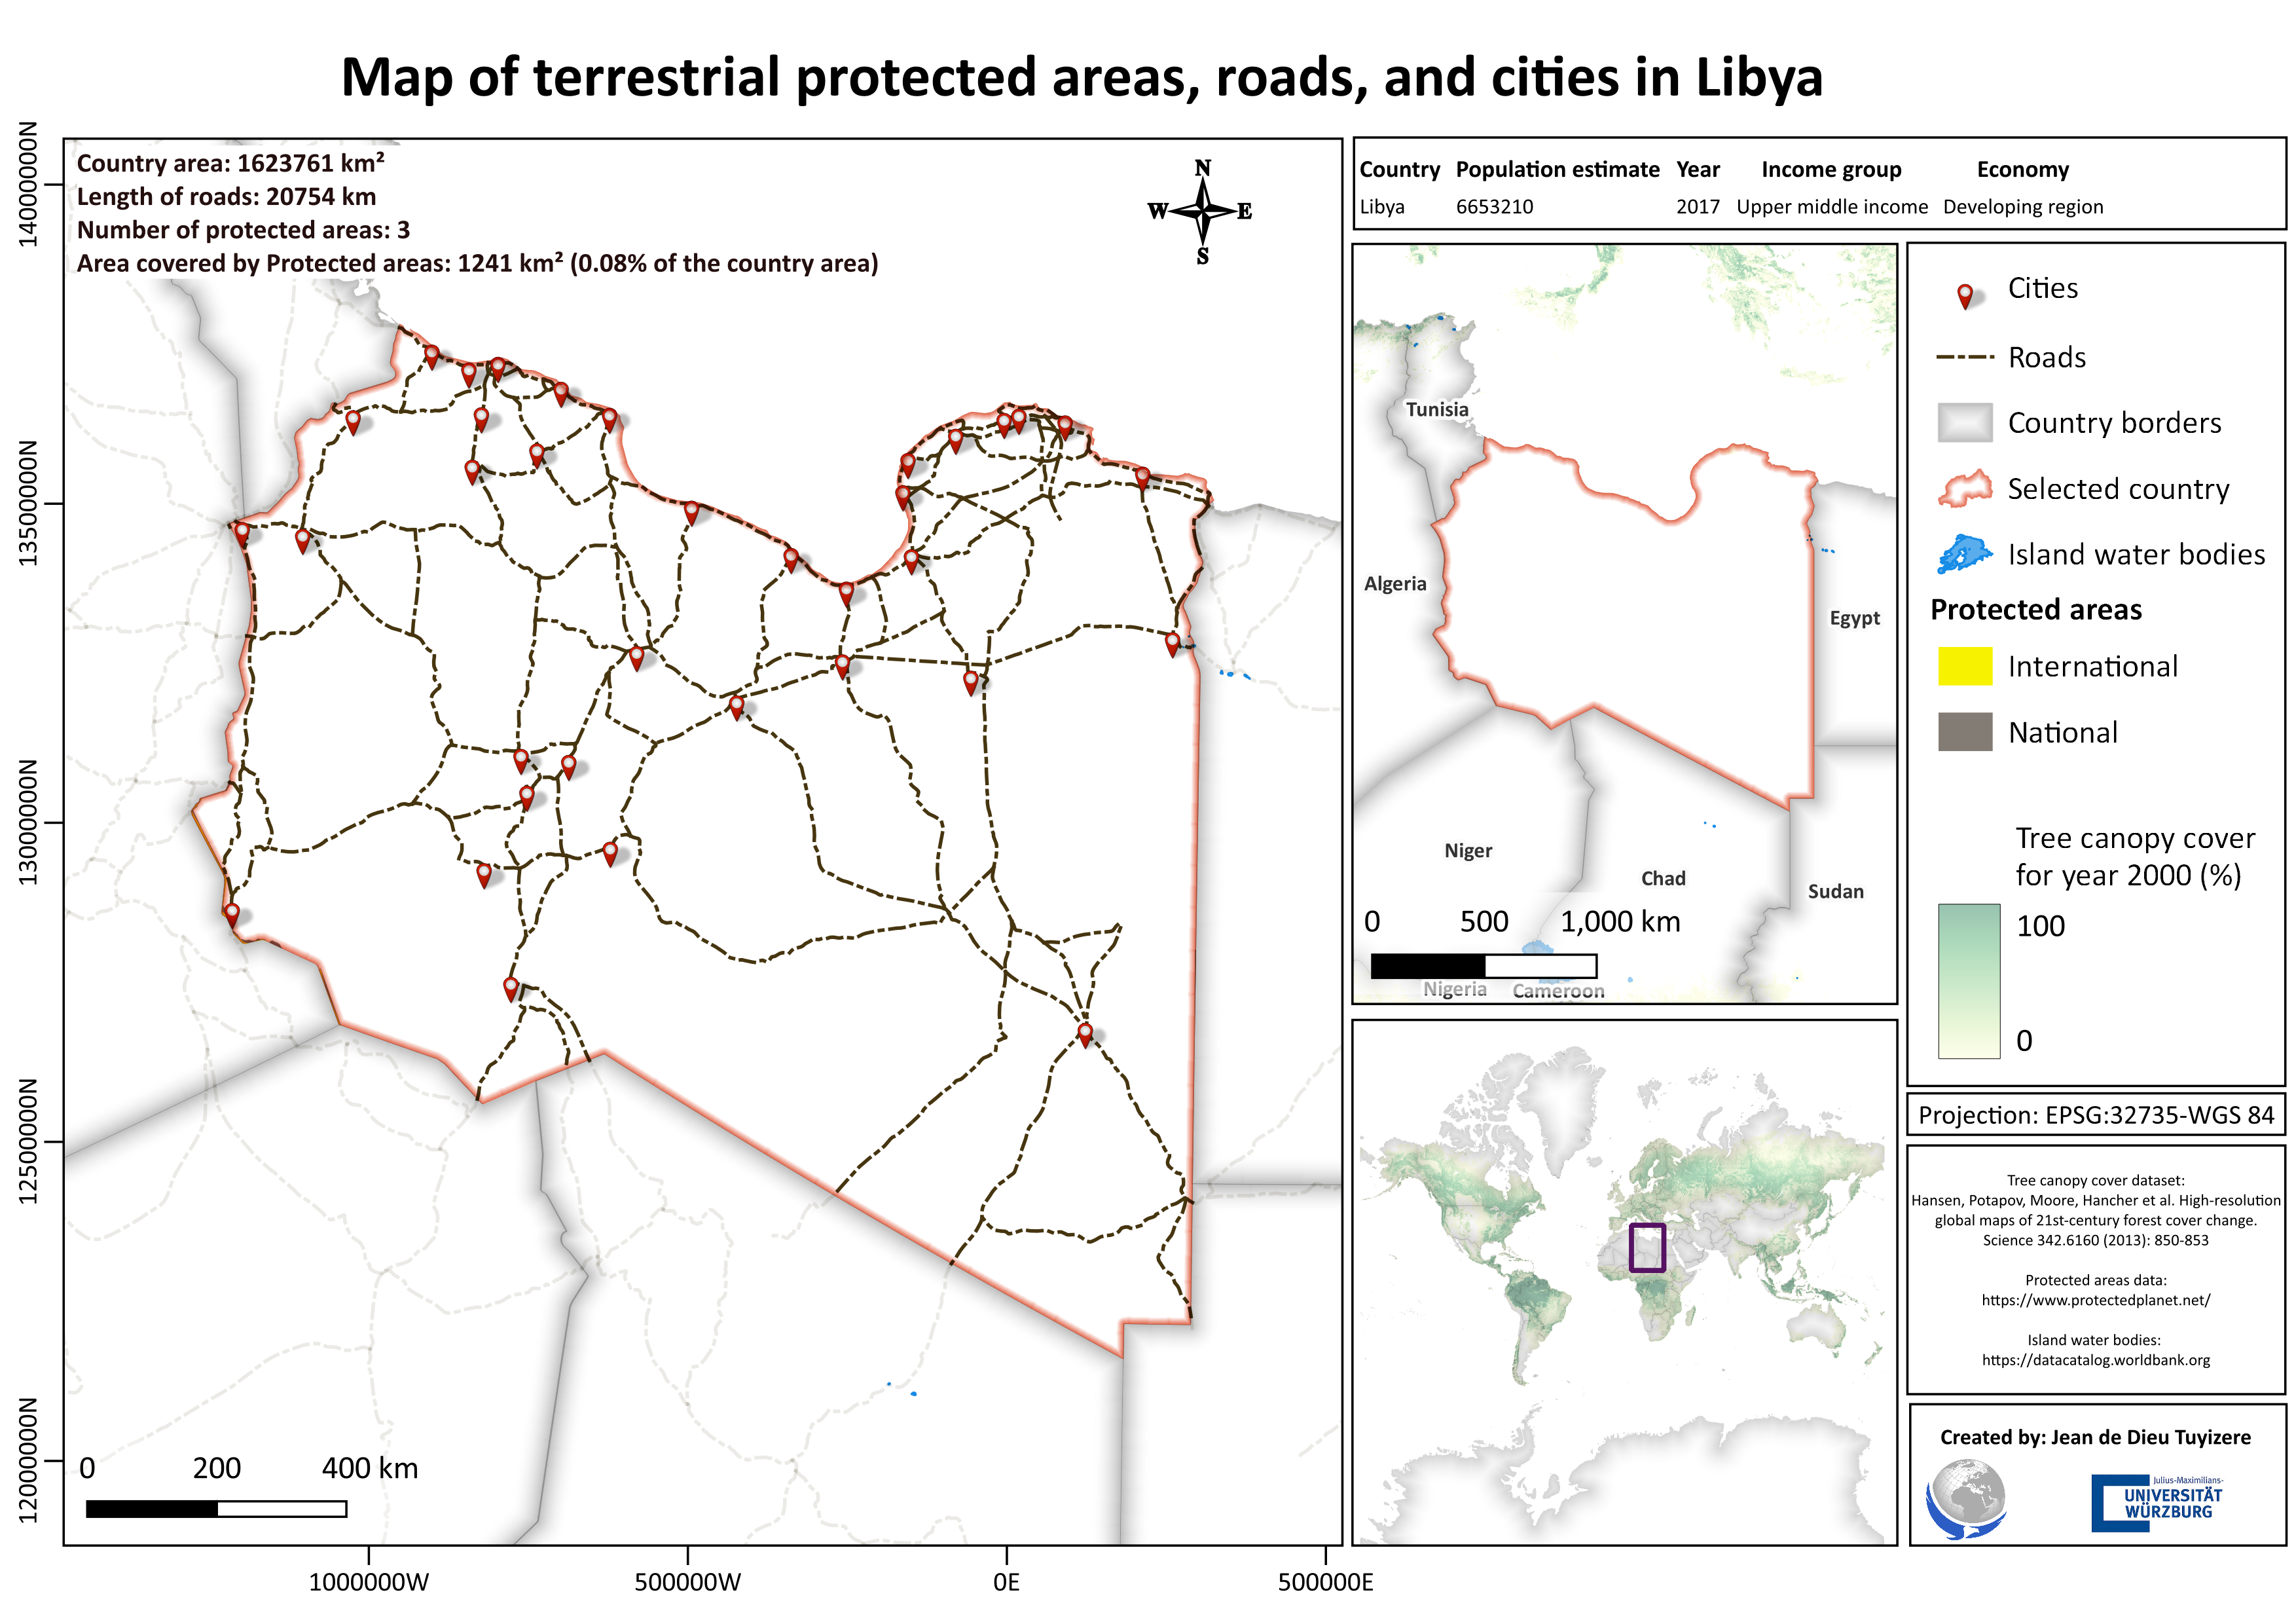 Map of terrestrial protected areas, roads, and cities in Libya
Country area: 1623761 km²
Length of roads: 20754 km
Number of protected areas: 3
Area covered by Protected areas: 1241 km² (0.08% of the country area)
N
W E
S
14000000N
13500000N
13000000N
12500000N
12000000N
0 200 400 km
1000000W 500000W 0E 500000E
Country Population estimate Year Income group Economy
Libya 6653210 2017 Upper middle income Developing region
Tunisia
Algeria
Egypt
Niger
Chad
Sudan
0 500 1,000 km
Nigeria Cameroon
Cities
Roads
Country borders
Selected country
Island water bodies
Protected areas
International
National
Tree canopy cover
for year 2000 (%)
100
0
Projection: EPSG:32735-WGS 84
Tree canopy cover dataset:
Hansen, Potapov, Moore, Hancher et al. High-resolution
global maps of 21st-century forest cover change.
Science 342.6160 (2013): 850-853
Protected areas data:
https://www.protectedplanet.net/
Island water bodies:
https://datacatalog.worldbank.org
Created by: Jean de Dieu Tuyizere
Julius-Maximilians-
UNIVERSITÄT
WÜRZBURG